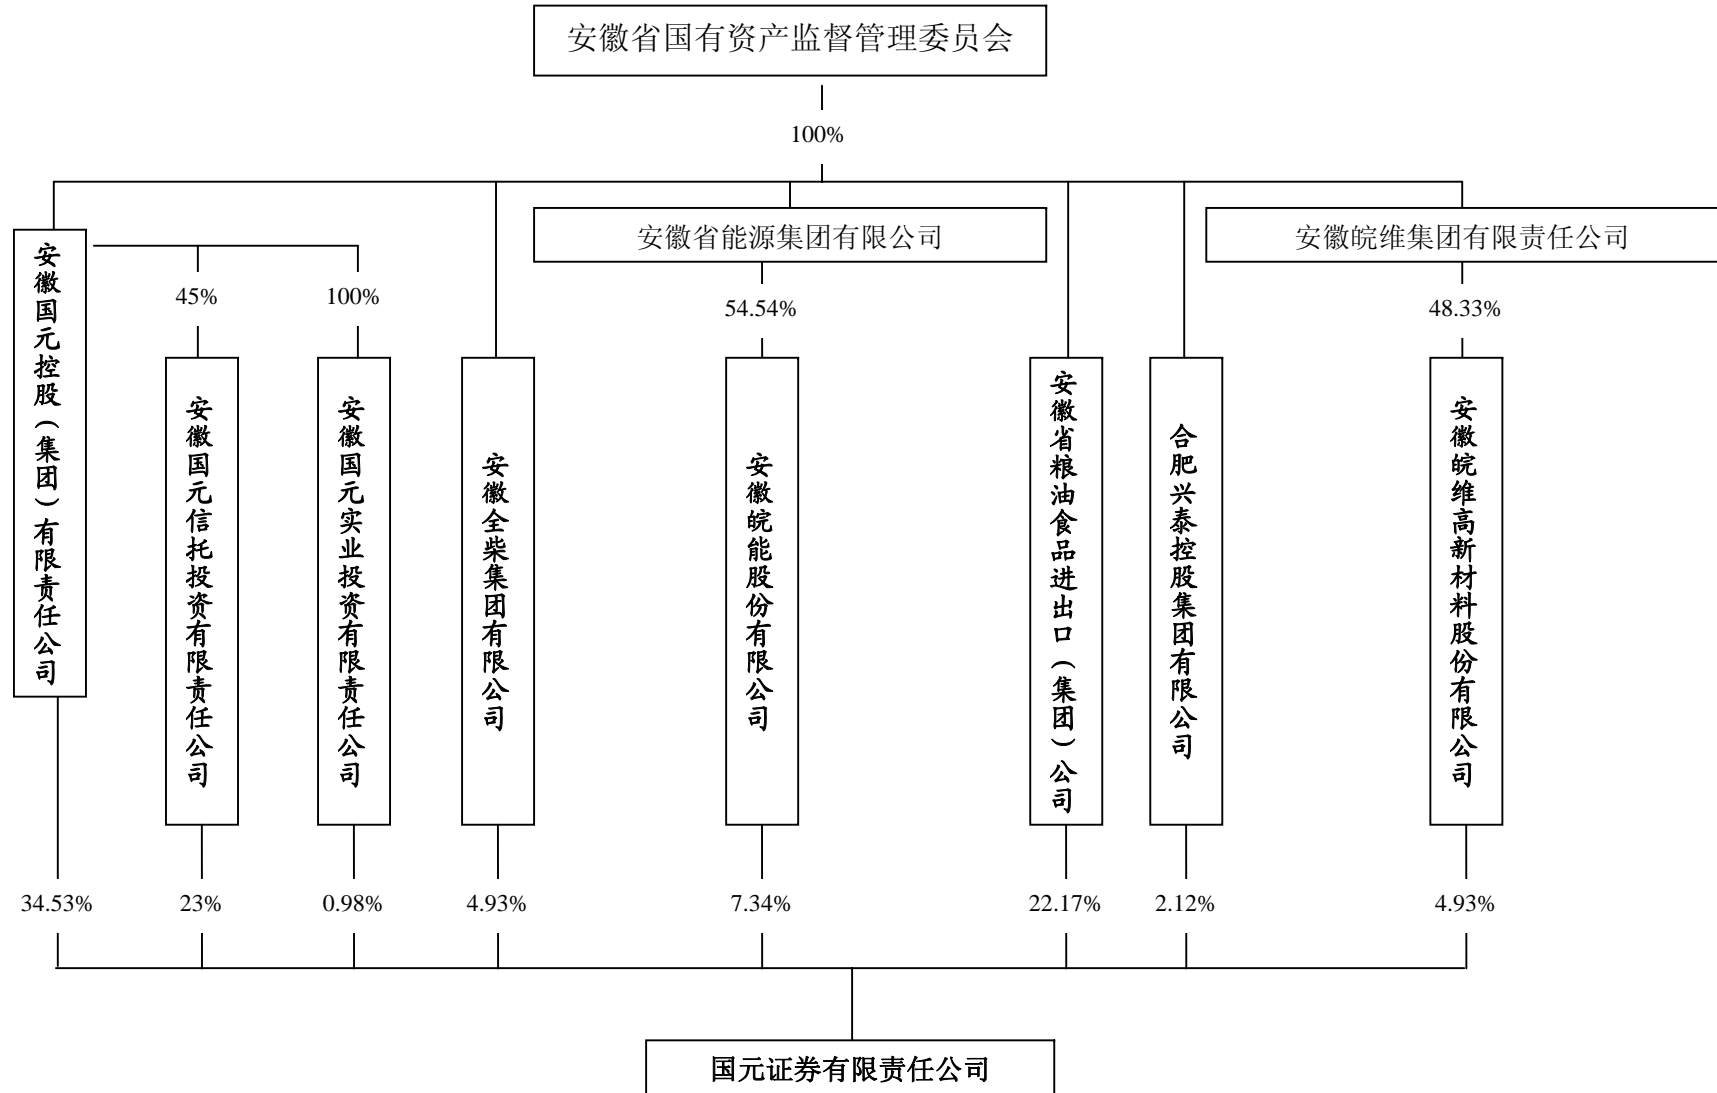 安徽省国有资产监督管理委员会
100%
安徽省能源集团有限公司
安徽皖维集团有限责任公司
45%
100%
54.54%
48.33%
安徽国元控股（集团）有限责任公司
安徽国元信托投资有限责任公司
安徽国元实业投资有限责任公司
安徽全柴集团有限公司
安徽皖能股份有限公司
安徽省粮油食品进出口（集团）公司
合肥兴泰控股集团有限公司
安徽皖维高新材料股份有限公司
34.53%
23%
0.98%
4.93%
7.34%
22.17%
2.12%
4.93%
国元证券有限责任公司